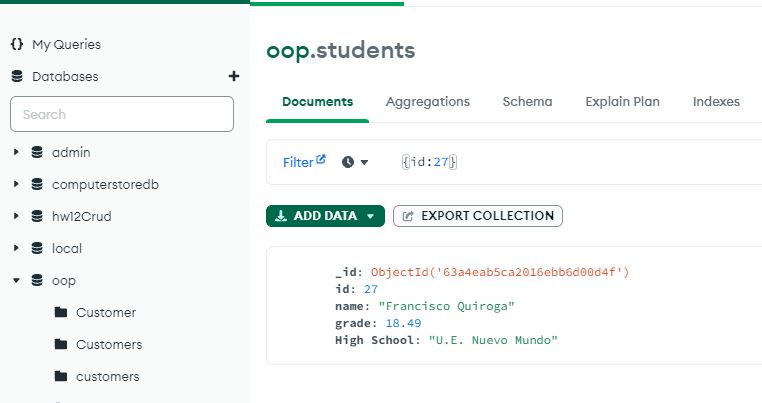 {} My Queries
Databases +
Search
admin
computerstoredb
hw12Crud
local
oop
Customer
Customers
customers
oop.students
Documents Aggregations Schema Explain Plan Indexes
Filter {id:27}
ADD DATA EXPORT COLLECTION
_id: ObjectId('63a4eab5ca2016ebb6d00d4f')
id: 27
name: "Francisco Quiroga"
grade: 18.49
High School: "U.E. Nuevo Mundo"